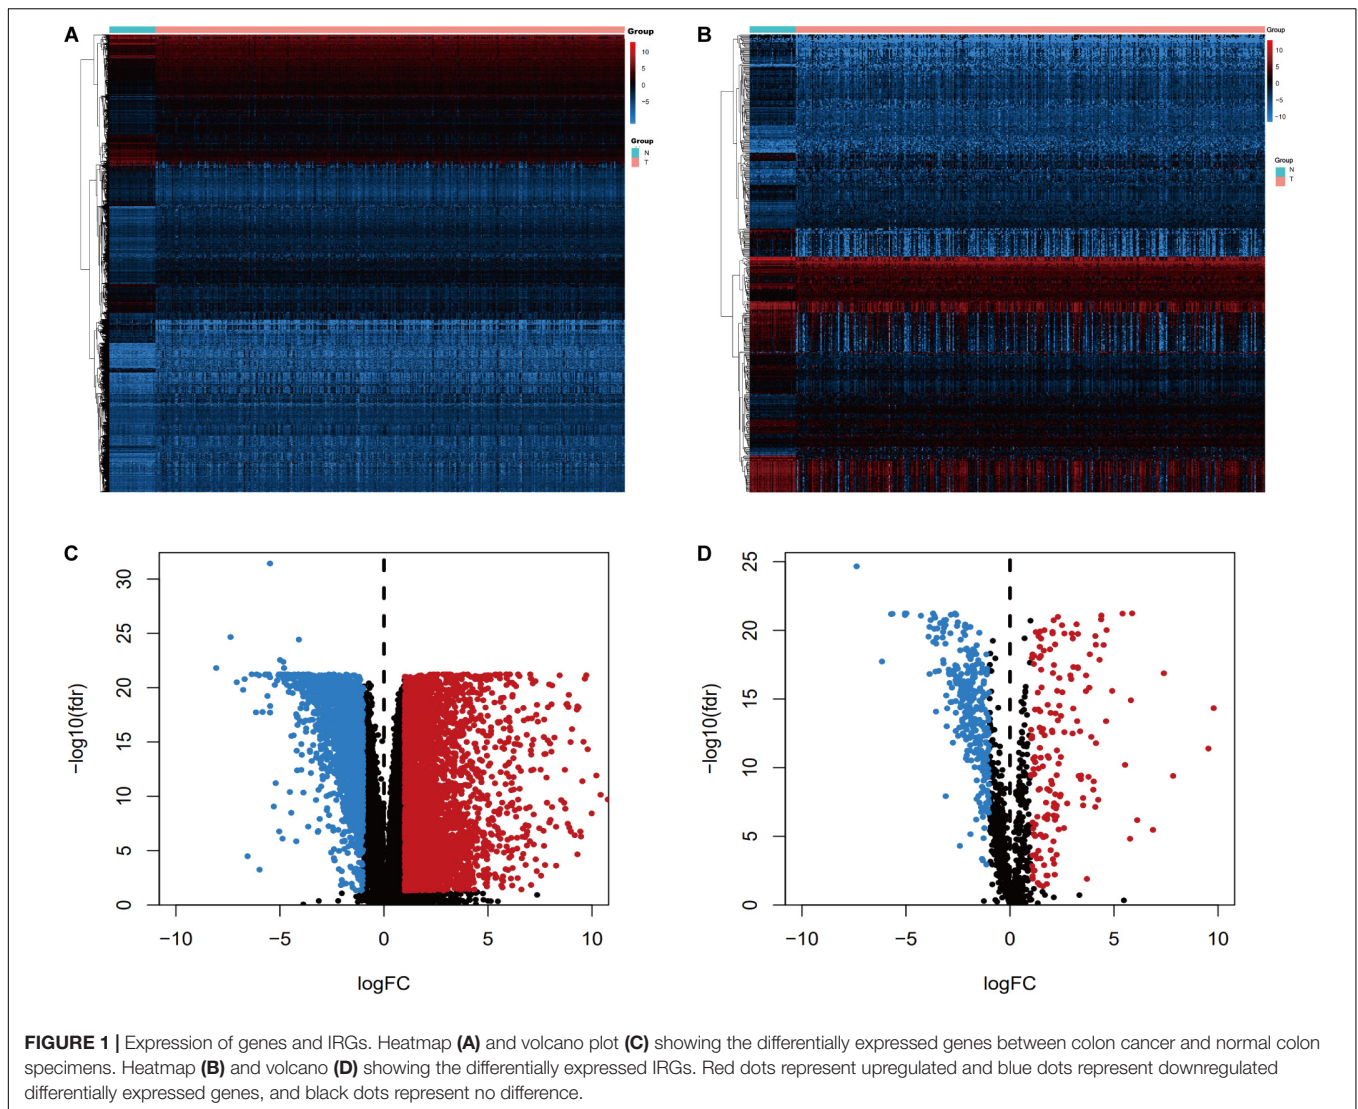 A
Group
10
5
0
−5
Group
N
T
B
Group
10
5
0
−5
−10
Group
N
T
C
30
25
20
15
10
5
0
−log10(fdr)
−10
−5
0
5
10
logFC
D
25
20
15
10
5
0
−log10(fdr)
−10
−5
0
5
10
logFC
FIGURE 1 | Expression of genes and IRGs. Heatmap (A) and volcano plot (C) showing the differentially expressed genes between colon cancer and normal colon
specimens. Heatmap (B) and volcano (D) showing the differentially expressed IRGs. Red dots represent upregulated and blue dots represent downregulated
differentially expressed genes, and black dots represent no difference.